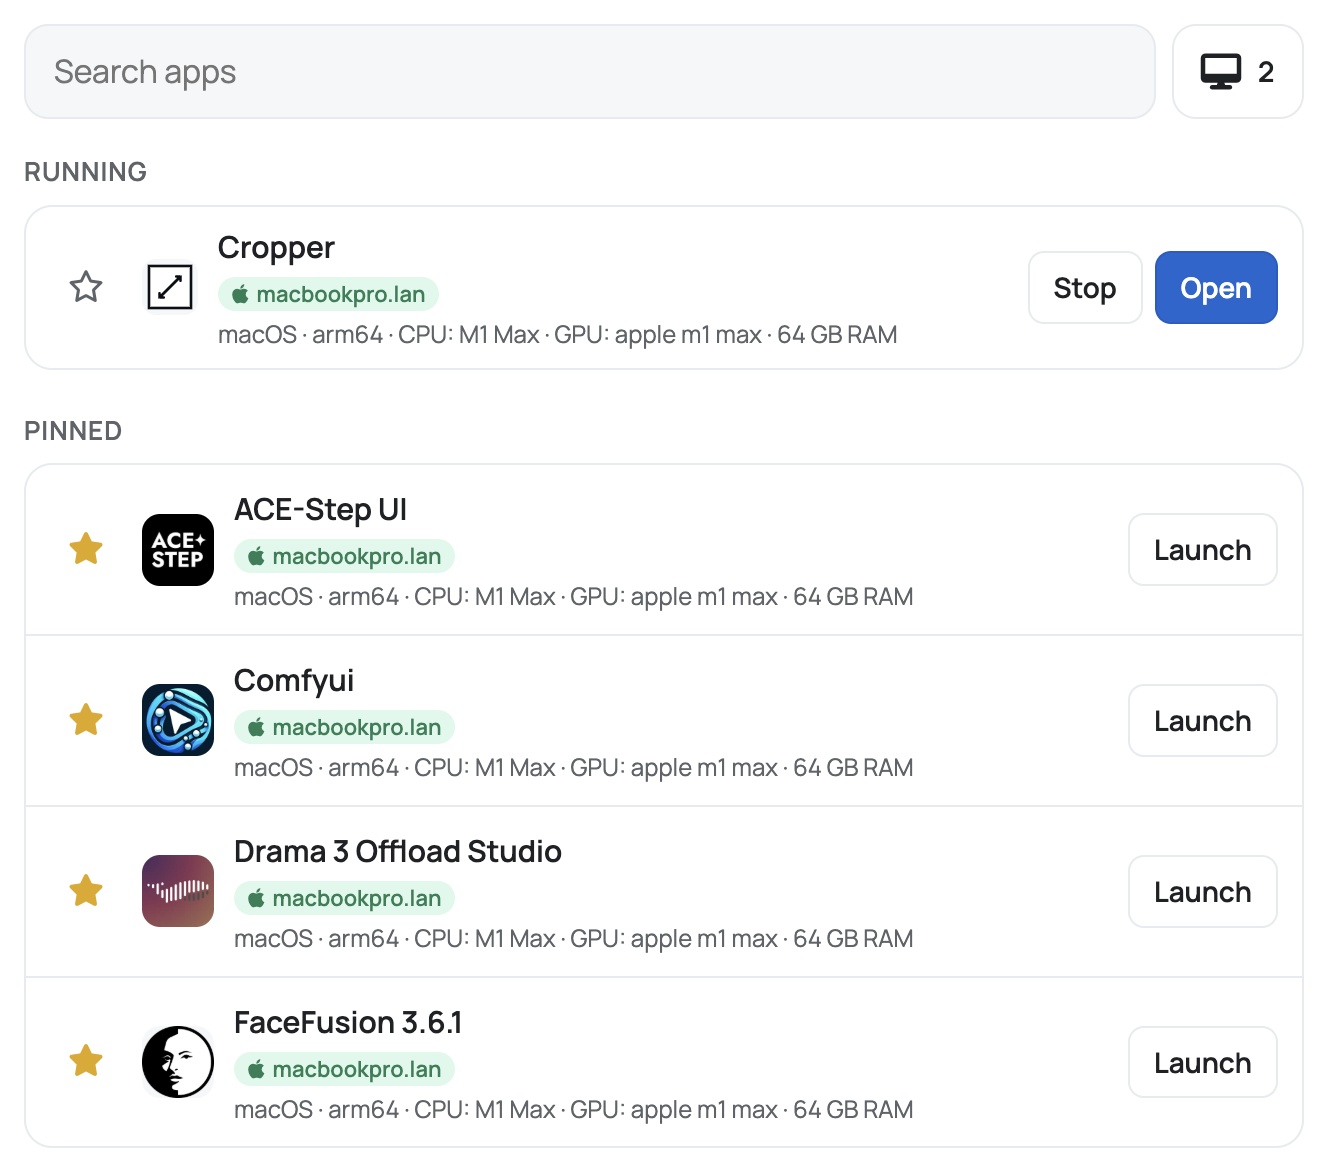 Search apps
2
RUNNING
Cropper
macbookpro.lan
macOS · arm64 · CPU: M1 Max · GPU: apple m1 max · 64 GB RAM
Stop
Open
PINNED
ACE-Step UI
ACE
STEP
macbookpro.lan
macOS · arm64 · CPU: M1 Max · GPU: apple m1 max · 64 GB RAM
Launch
Comfyui
macbookpro.lan
macOS · arm64 · CPU: M1 Max · GPU: apple m1 max · 64 GB RAM
Launch
Drama 3 Offload Studio
macbookpro.lan
macOS · arm64 · CPU: M1 Max · GPU: apple m1 max · 64 GB RAM
Launch
FaceFusion 3.6.1
macbookpro.lan
macOS · arm64 · CPU: M1 Max · GPU: apple m1 max · 64 GB RAM
Launch